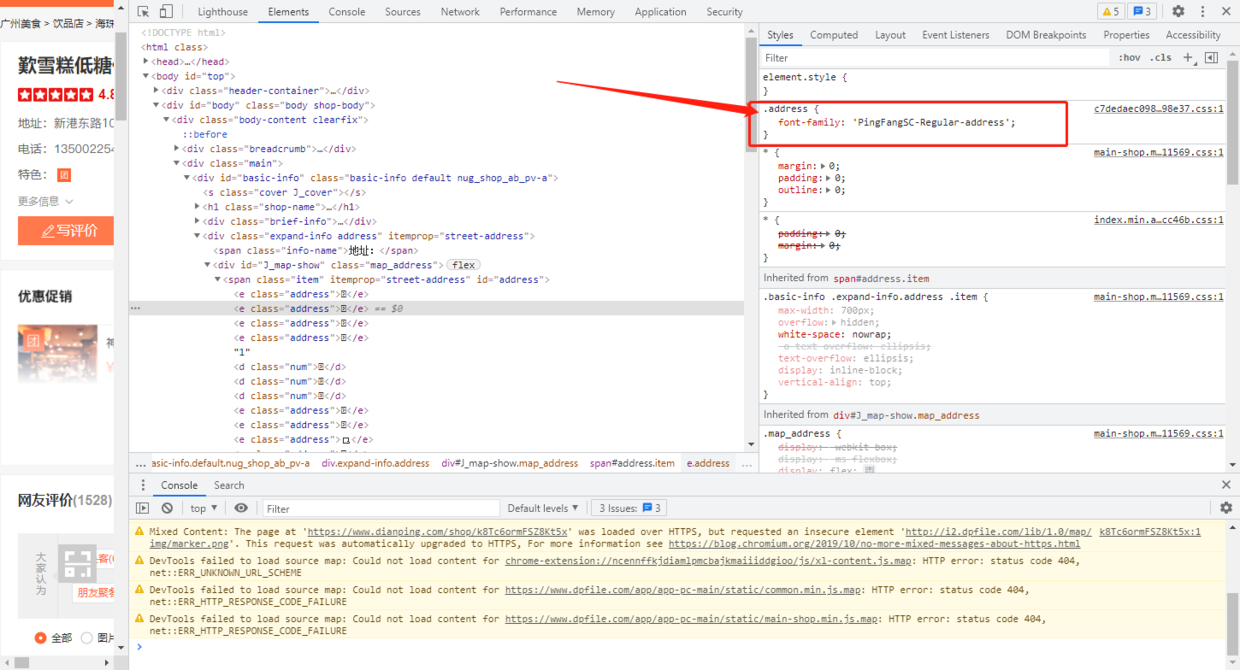 Lighthouse Elements Console Sources Network Performance Memory Application Security 5 3
广州美食 > 饮品店 > 海珠
歎雪糕低糖
4.8
地址: 新港东路10
电话: 135002254
特色: 团
更多信息
写评价
优惠促销
团
网友评价(1528)
大家认为
客(
朋友聚餐
全部 图片
<!DOCTYPE html>
<html class>
<head>…</head>
<body id="top">
<div class="header-container">…</div>
<div id="body" class="body shop-body">
<div class="body-content clearfix">
::before
<div class="breadcrumb">…</div>
<div class="main">
<div id="basic-info" class="basic-info default nug_shop_ab_pv-a">
<s class="cover J_cover"></s>
<h1 class="shop-name">…</h1>
<div class="brief-info">…</div>
<div class="expand-info address" itemprop="street-address">
<span class="info-name">地址: </span>
<div id="J_map-show" class="map_address"> flex
<span class="item" itemprop="street-address" id="address">
<e class="address"></e>
… <e class="address"></e> == $0
<e class="address"></e>
<e class="address"></e>
"1"
<d class="num"></d>
<d class="num"></d>
<d class="num"></d>
<e class="address"></e>
<e class="address"></e>
<e class="address"></e>
… asic-info.default.nug_shop_ab_pv-a div.expand-info.address div#J_map-show.map_address span#address.item e.address …
Styles Computed Layout Event Listeners DOM Breakpoints Properties Accessibility
Filter :hov .cls +
element.style {
}
.address { c7dedaec098…98e37.css:1
font-family: 'PingFangSC-Regular-address';
}
* { main-shop.m…11569.css:1
margin: 0;
padding: 0;
outline: 0;
}
* { index.min.a…cc46b.css:1
padding: 0;
margin: 0;
}
Inherited from span#address.item
.basic-info .expand-info.address .item { main-shop.m…11569.css:1
max-width: 700px;
overflow: hidden;
white-space: nowrap;
-o-text-overflow: ellipsis;
text-overflow: ellipsis;
display: inline-block;
vertical-align: top;
}
Inherited from div#J_map-show.map_address
.map_address { main-shop.m…11569.css:1
display: -webkit-box;
display: -ms-flexbox;
display: flex;
Console Search
top Filter Default levels 3 Issues: 3
Mixed Content: The page at 'https://www.dianping.com/shop/k8Tc6ormFSZ8Kt5x' was loaded over HTTPS, but requested an insecure element 'http://i2.dpfile.com/lib/1.0/map/ k8Tc6ormFSZ8Kt5x:1
img/marker.png'. This request was automatically upgraded to HTTPS, For more information see https://blog.chromium.org/2019/10/no-more-mixed-messages-about-https.html
DevTools failed to load source map: Could not load content for chrome-extension://ncennffkjdiamlpmcbajkmaiiiddgioo/js/xl-content.js.map: HTTP error: status code 404,
net::ERR_UNKNOWN_URL_SCHEME
DevTools failed to load source map: Could not load content for https://www.dpfile.com/app/app-pc-main/static/common.min.js.map: HTTP error: status code 404,
net::ERR_HTTP_RESPONSE_CODE_FAILURE
DevTools failed to load source map: Could not load content for https://www.dpfile.com/app/app-pc-main/static/main-shop.min.js.map: HTTP error: status code 404,
net::ERR_HTTP_RESPONSE_CODE_FAILURE